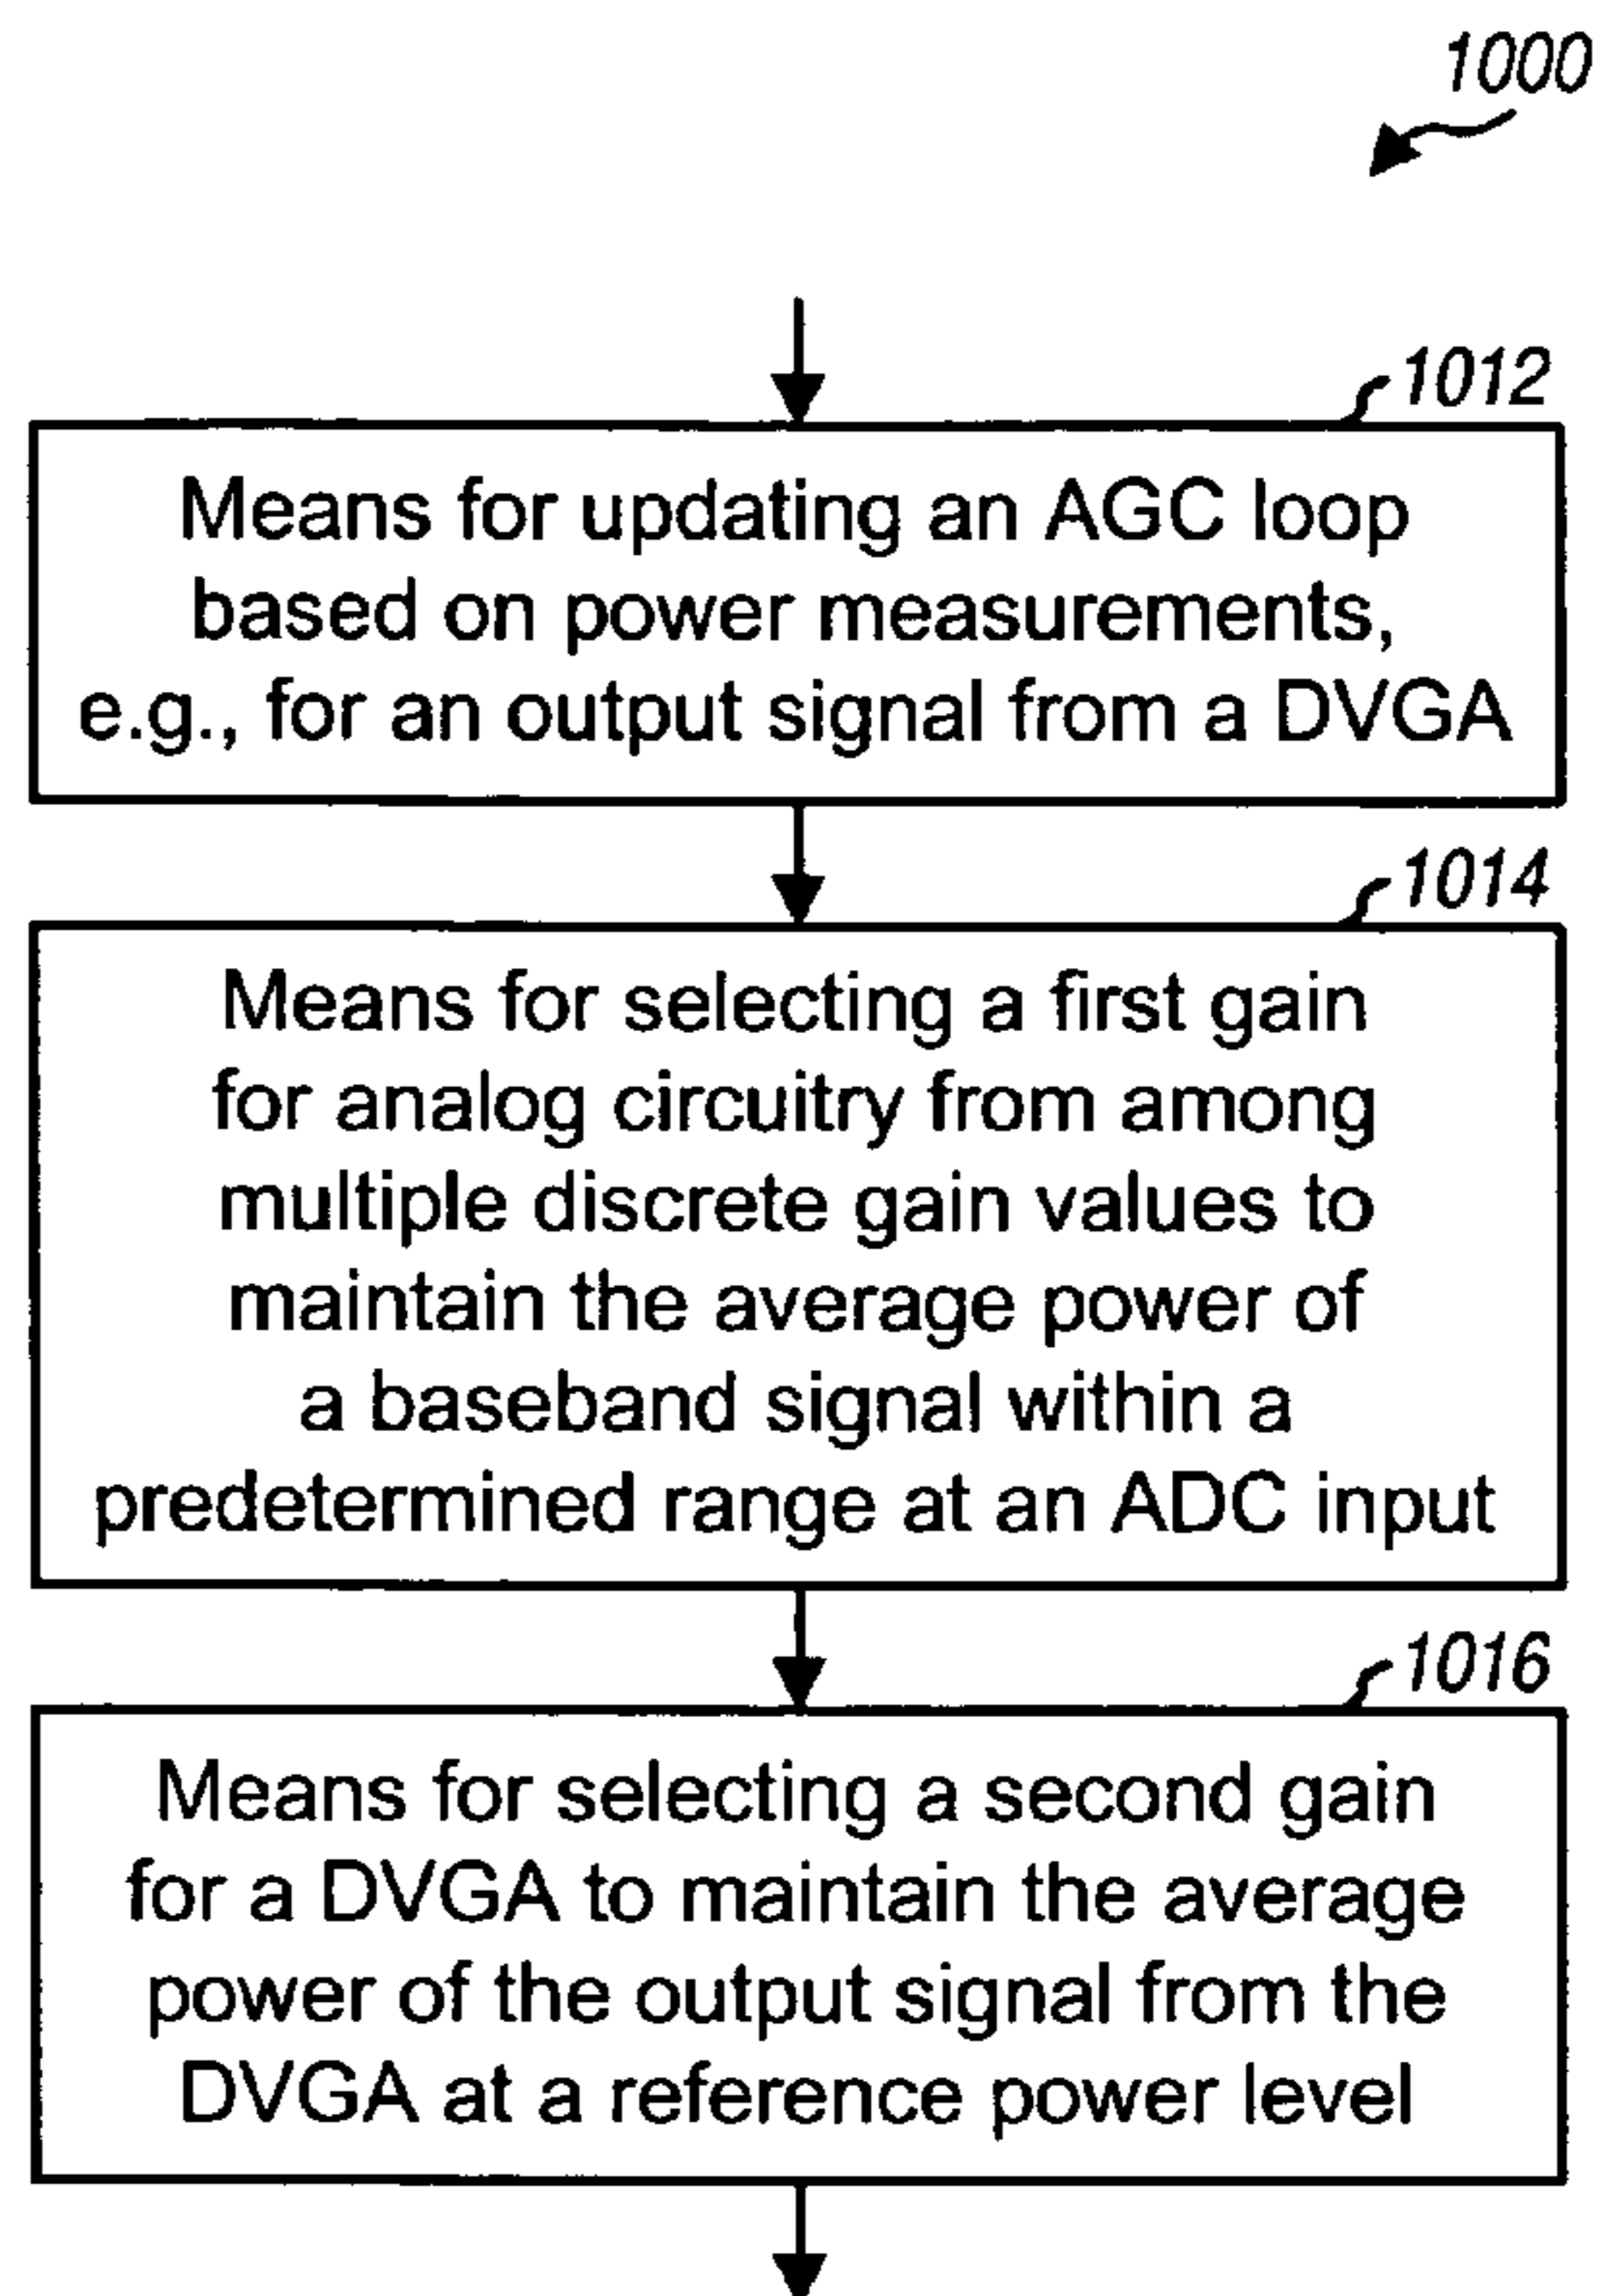 1000
1012
Means for updating an AGC loop
based on power measurements,
e.g., for an output signal from a DVGA
1014
Means for selecting a first gain
for analog circuitry from among
multiple discrete gain values to
maintain the average power of
a baseband signal within a
predetermined range at an ADC input
1016
Means for selecting a second gain
for a DVGA to maintain the average
power of the output signal from the
DVGA at a reference power level